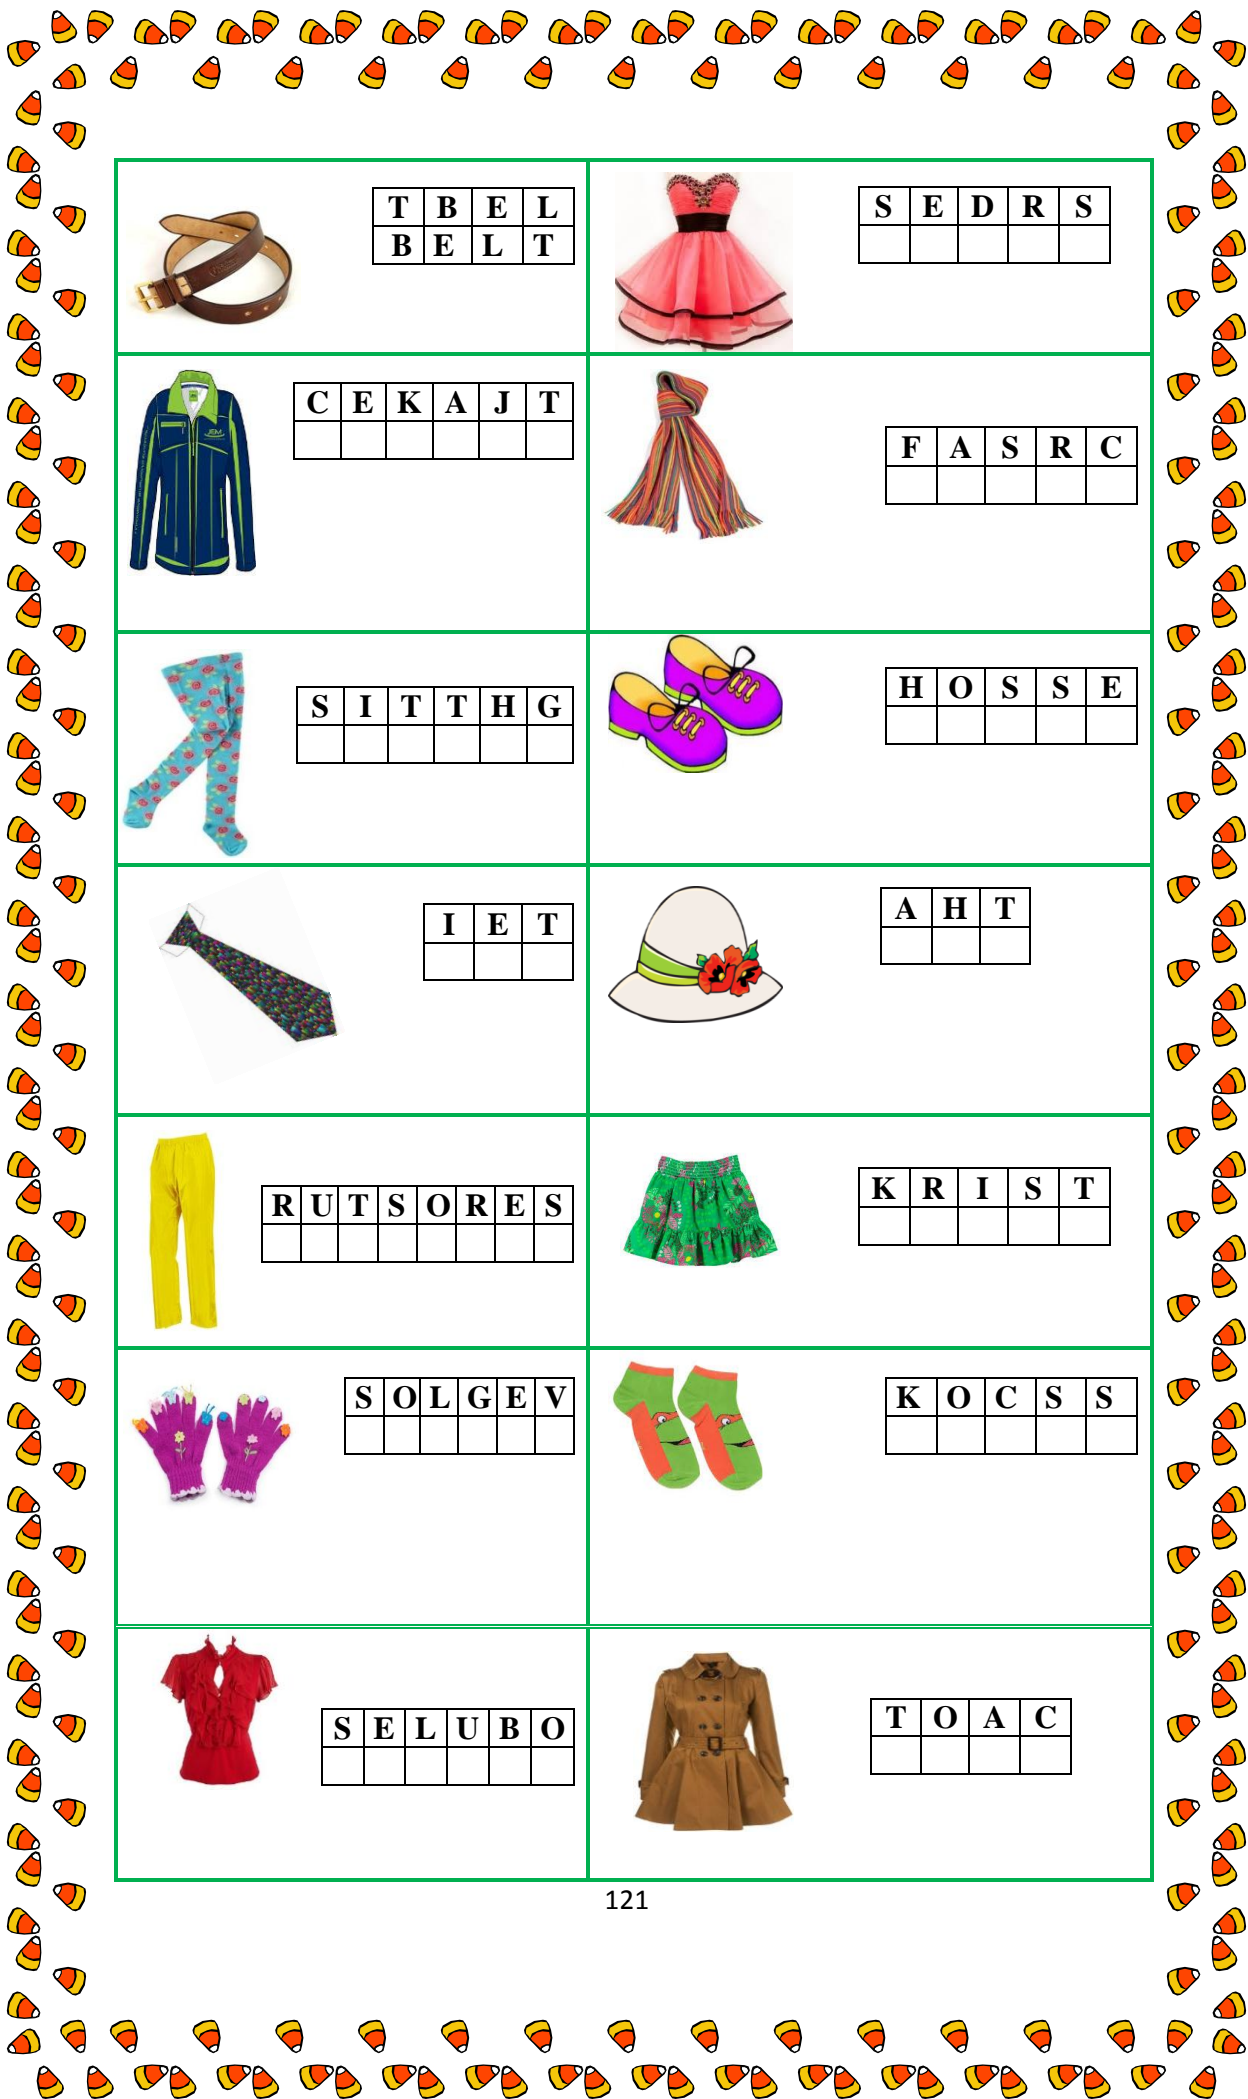 T B E L
B E L T
S E D R S
C E K A J T
F A S R C
S I T T H G
H O S S E
I E T
A H T
R U T S O R E S
K R I S T
S O L G E V
K O C S S
S E L U B O
T O A C
121